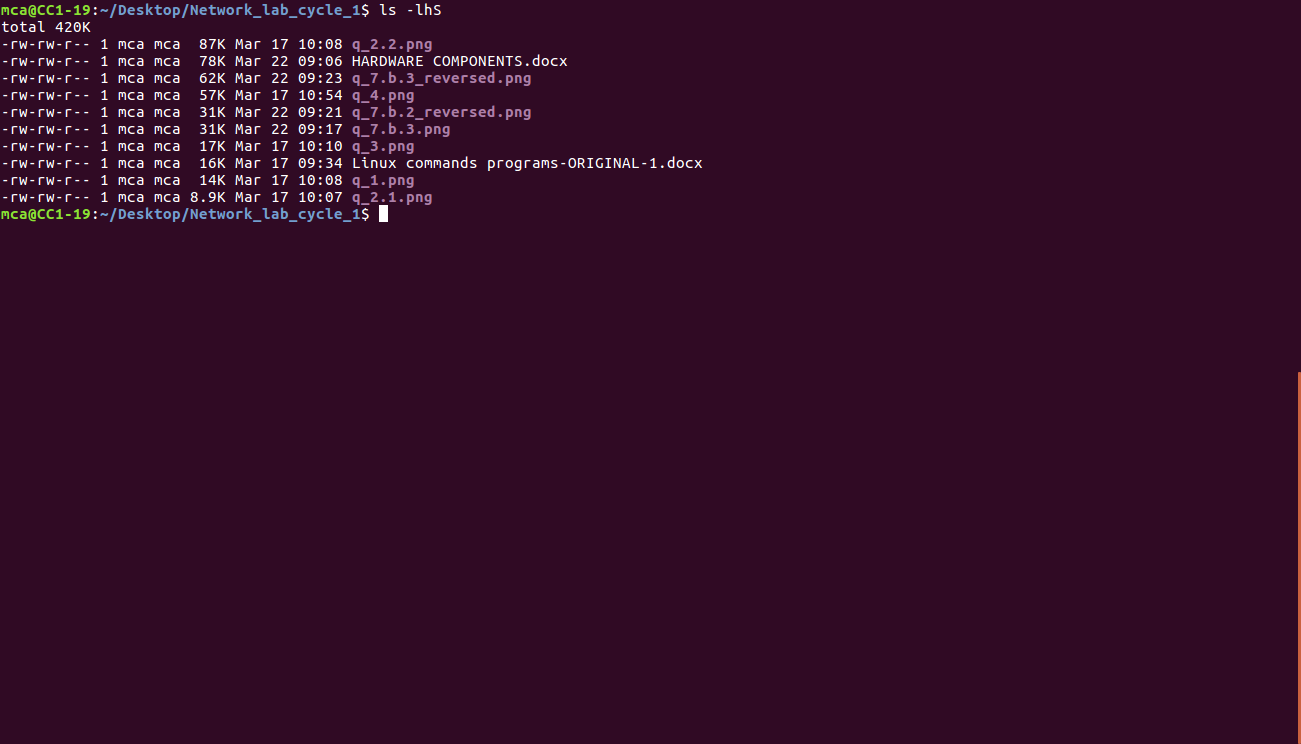 mca@CC1-19:~/Desktop/Network_lab_cycle_1$ ls -lhS
total 420K
-rw-rw-r-- 1 mca mca  87K Mar 17 10:08 q_2.2.png
-rw-rw-r-- 1 mca mca  78K Mar 22 09:06 HARDWARE COMPONENTS.docx
-rw-rw-r-- 1 mca mca  62K Mar 22 09:23 q_7.b.3_reversed.png
-rw-rw-r-- 1 mca mca  57K Mar 17 10:54 q_4.png
-rw-rw-r-- 1 mca mca  31K Mar 22 09:21 q_7.b.2_reversed.png
-rw-rw-r-- 1 mca mca  31K Mar 22 09:17 q_7.b.3.png
-rw-rw-r-- 1 mca mca  17K Mar 17 10:10 q_3.png
-rw-rw-r-- 1 mca mca  16K Mar 17 09:34 Linux commands programs-ORIGINAL-1.docx
-rw-rw-r-- 1 mca mca  14K Mar 17 10:08 q_1.png
-rw-rw-r-- 1 mca mca 8.9K Mar 17 10:07 q_2.1.png
mca@CC1-19:~/Desktop/Network_lab_cycle_1$